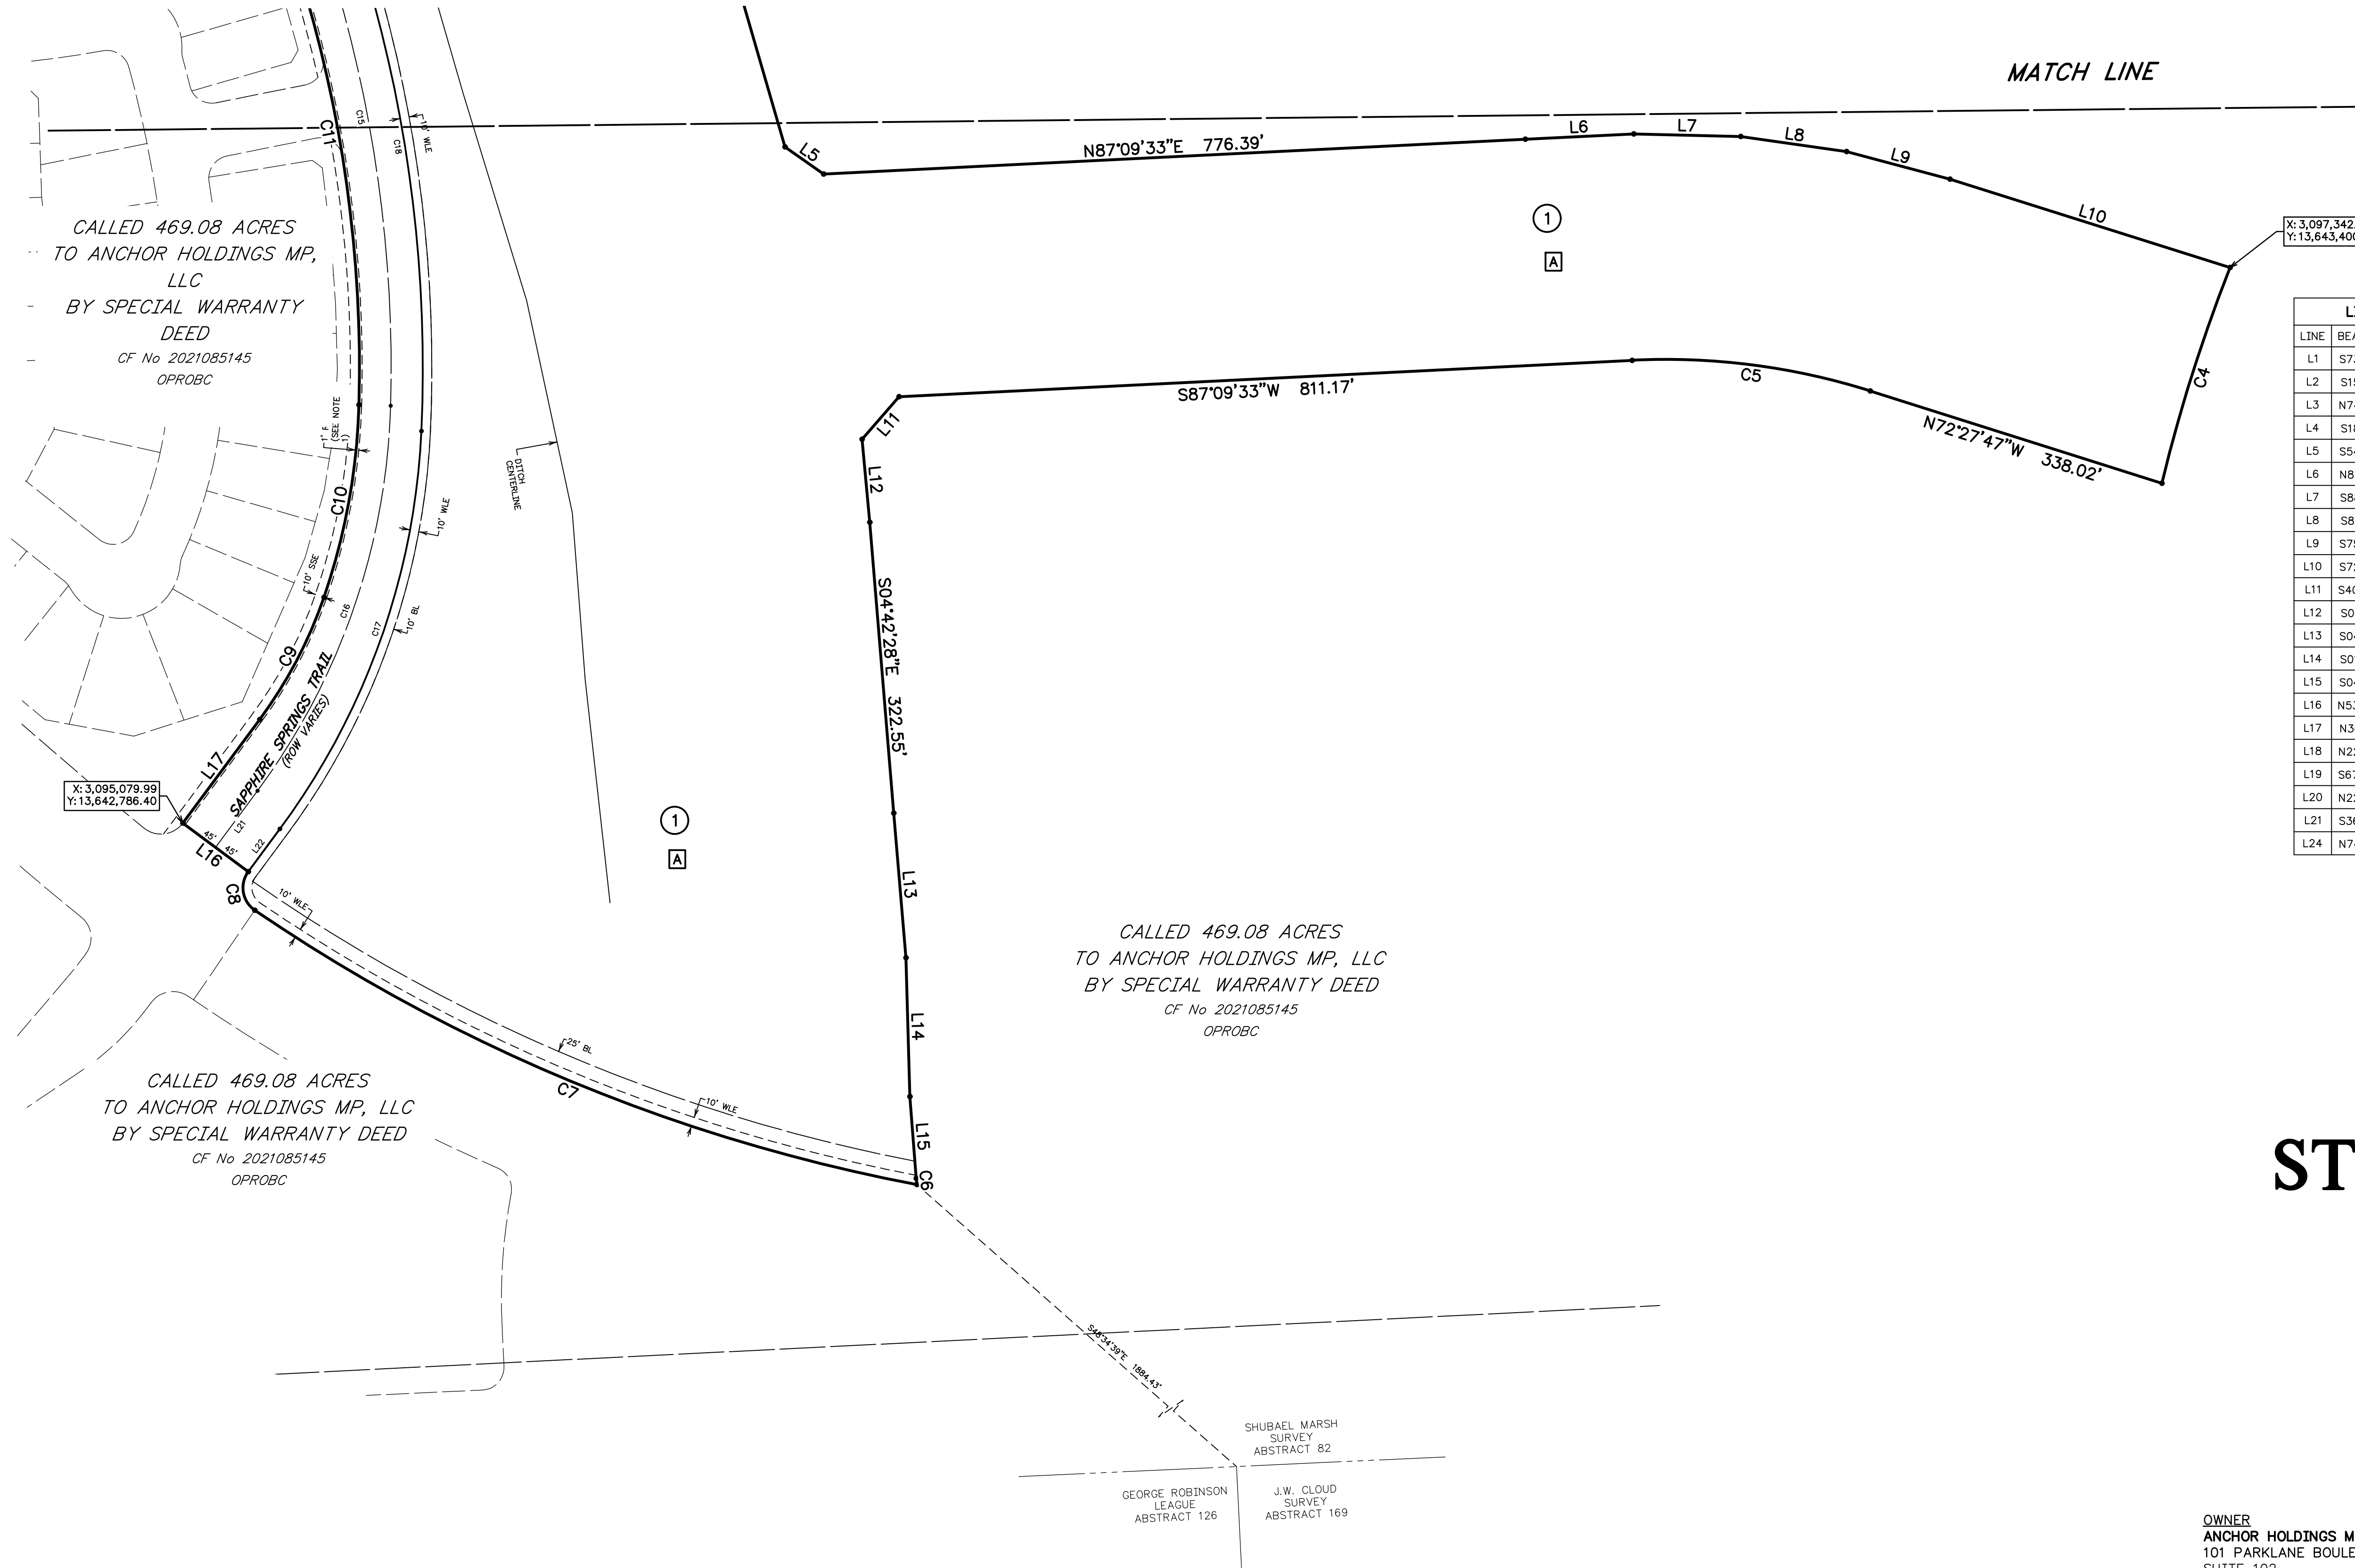 MATCH LINE
C11
C15
C18
10' WLE
L5
N87°09'33"E 776.39'
L6
L7
L8
L9
L10
1
A
X: 3,097,342.
Y: 13,643,400
CALLED 469.08 ACRES
TO ANCHOR HOLDINGS MP,
LLC
BY SPECIAL WARRANTY
DEED
CF No 2021085145
OPROBC
LINE
L1
L2
L3
L4
L5
L6
L7
L8
L9
L10
L11
L12
L13
L14
L15
L16
L17
L18
L19
L20
L21
L24
C4
C5
S87°09'33"W 811.17'
N72°27'47"W 338.02'
L11
L12
1' F
(SEE NOTE
1)
DITCH
CENTERLINE
C10
10' WLE
10' SSE
C16
C17
10' BL
C9
S04°42'28"E 322.55'
SAPPHIRE SPRINGS TRAIL
(ROW VARIES)
L17
X: 3,095,079.99
Y: 13,642,786.40
45'
L21
45'
L22
L16
C8
10' WLE
1
A
L13
L14
L15
C6
CALLED 469.08 ACRES
TO ANCHOR HOLDINGS MP, LLC
BY SPECIAL WARRANTY DEED
CF No 2021085145
OPROBC
25' BL
C7
10' WLE
CALLED 469.08 ACRES
TO ANCHOR HOLDINGS MP, LLC
BY SPECIAL WARRANTY DEED
CF No 2021085145
OPROBC
ST
S48°34'39"E 1884.43'
SHUBAEL MARSH
SURVEY
ABSTRACT 82
GEORGE ROBINSON
LEAGUE
ABSTRACT 126
J.W. CLOUD
SURVEY
ABSTRACT 169
OWNER
ANCHOR HOLDINGS M
101 PARKLANE BOULE
SUITE 102